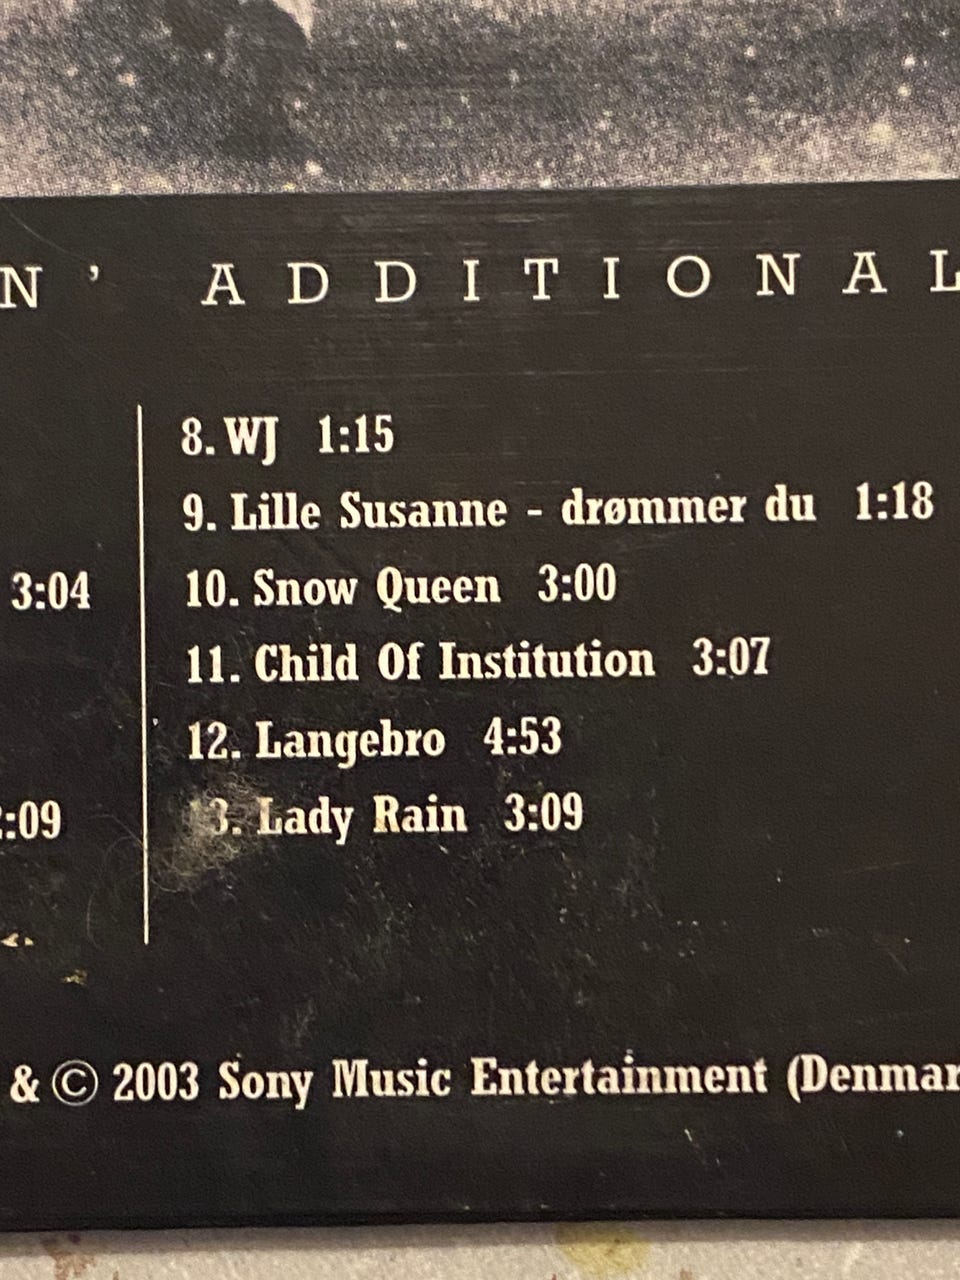 N' ADDITIONAL
8. WJ 1:15
9. Lille Susanne - drømmer du 1:18
3:04
10. Snow Queen 3:00
11. Child Of Institution 3:07
12. Langebro 4:53
:09
13. Lady Rain 3:09
& © 2003 Sony Music Entertainment (Denmar